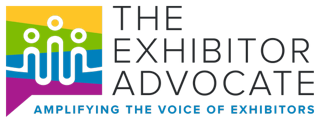 THE
EXHIBITOR
ADVOCATE
AMPLIFYING THE VOICE OF EXHIBITORS